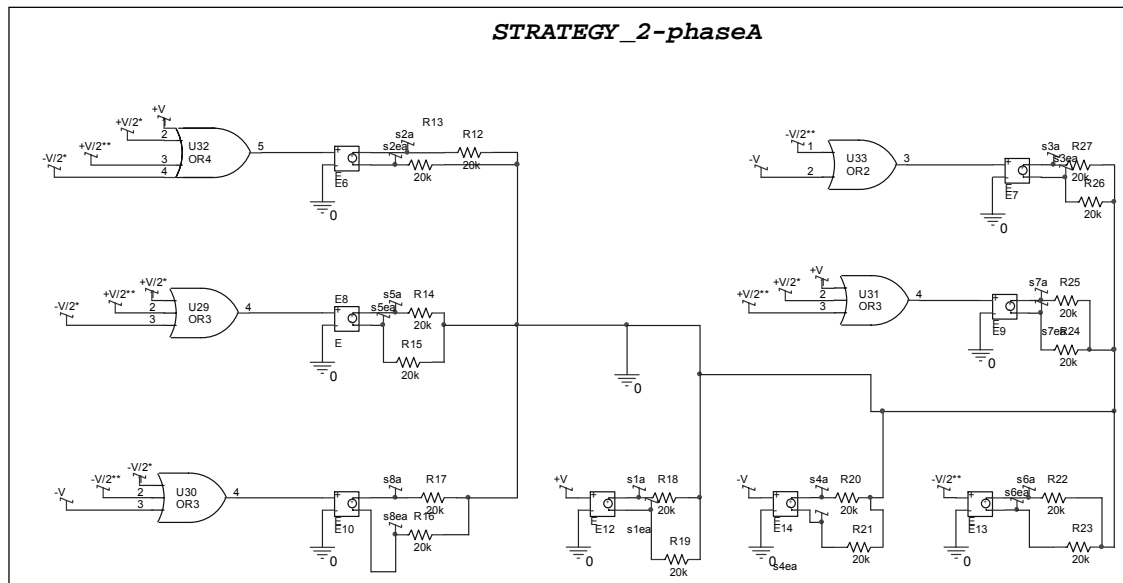 STRATEGY_2-phaseA
+V
+V/2*
+V/2**
-V/2*
2
3
4
U32
OR4
5
+
-
E6
0
s2a
s2ea
R13
R12
20k
20k
-V/2**
-V
1
2
U33
OR2
3
+
-
E7
0
s3a
s3ea
R27
20k
R26
20k
+V/2*
+V/2**
-V/2*
2
3
U29
OR3
4
E8
+
-
E
0
s5a
s5ea
R14
20k
R15
20k
0
+V
+V/2*
+V/2**
2
3
U31
OR3
4
+
-
E9
0
s7a
R25
20k
s7ea
R24
20k
-V/2*
-V/2**
-V
2
3
U30
OR3
4
+
-
E10
0
s8a
R17
20k
s8ea
R16
20k
+V
+
-
E12
0
s1a
R18
20k
s1ea
R19
20k
-V
+
-
E14
0
s4a
R20
20k
R21
20k
s4ea
-V/2**
+
-
E13
0
s6a
s6ea
R22
20k
R23
20k